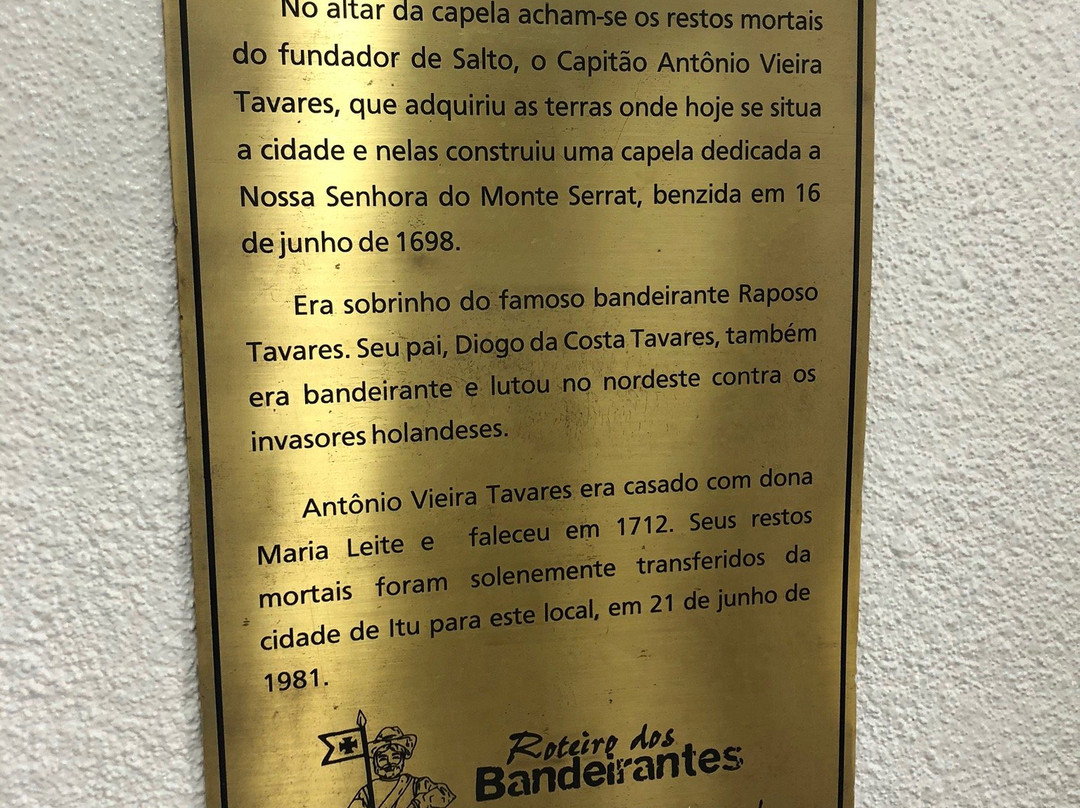 No altar da capela acham-se os restos mortais
do fundador de Salto, o Capitão Antônio Vieira
Tavares, que adquiriu as terras onde hoje se situa
a cidade e nelas construiu uma capela dedicada a
Nossa Senhora do Monte Serrat, benzida em 16
de junho de 1698.
Era sobrinho do famoso bandeirante Raposo
Tavares. Seu pai, Diogo da Costa Tavares, também
era bandeirante e lutou no nordeste contra os
invasores holandeses.
Antônio Vieira Tavares era casado com dona
Maria Leite e faleceu em 1712. Seus restos
mortais foram solenemente transferidos da
cidade de Itu para este local, em 21 de junho de
1981.
Roteiro dos
Bandeirantes